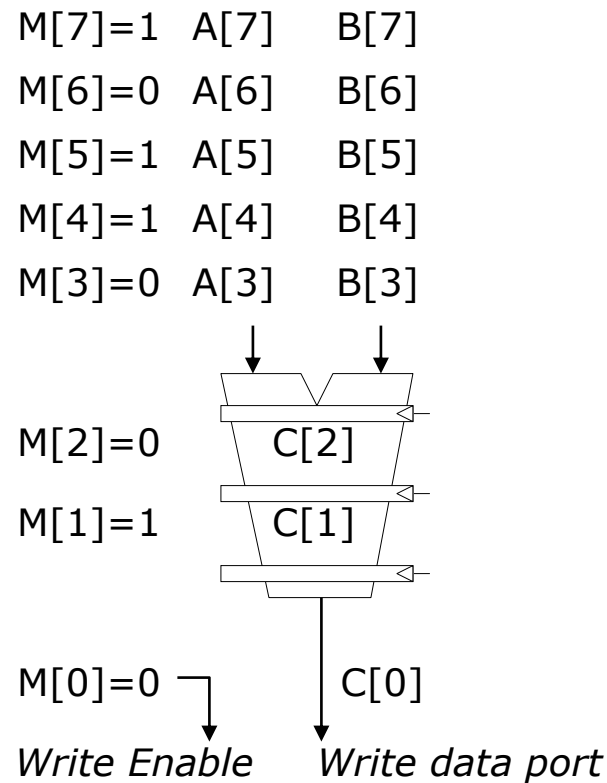 M[7]=1 A[7] B[7]
M[6]=0 A[6] B[6]
M[5]=1 A[5] B[5]
M[4]=1 A[4] B[4]
M[3]=0 A[3] B[3]
M[2]=0 C[2]
M[1]=1 C[1]
M[0]=0 C[0]
Write Enable Write data port